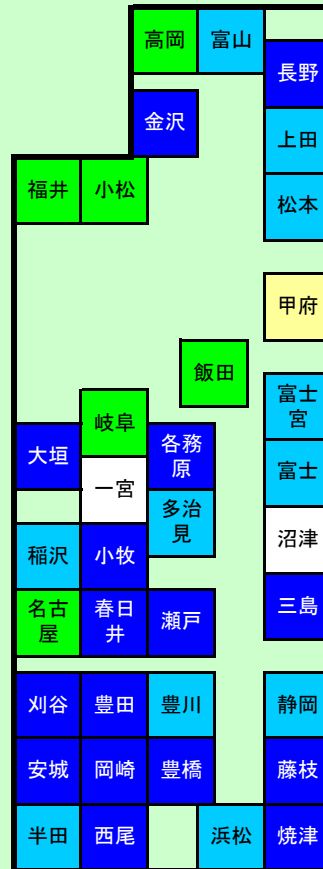 高岡
富山
長野
金沢
上田
福井
小松
松本
甲府
飯田
富士
宮
岐阜
大垣
各務
原
一宮
富士
多治
見
稲沢
小牧
沼津
名古
屋
春日
井
瀬戸
三島
刈谷
豊田
豊川
静岡
安城
岡崎
豊橋
藤枝
半田
西尾
浜松
焼津